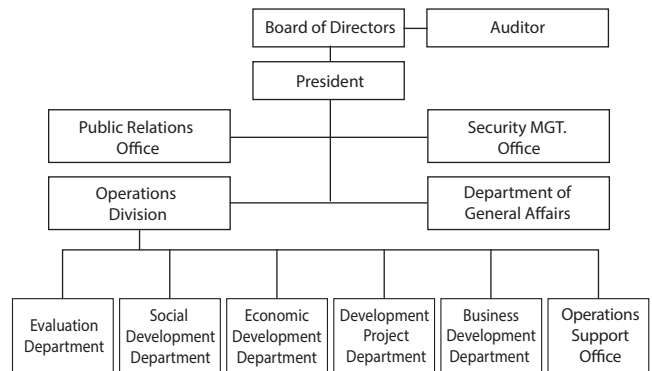 Board of Directors
Auditor
President
Public Relations
Office
Security MGT.
Office
Operations
Division
Department of
General Affairs
Evaluation
Department
Social
Development
Department
Economic
Development
Department
Development
Project
Department
Business
Development
Department
Operations
Support
Office